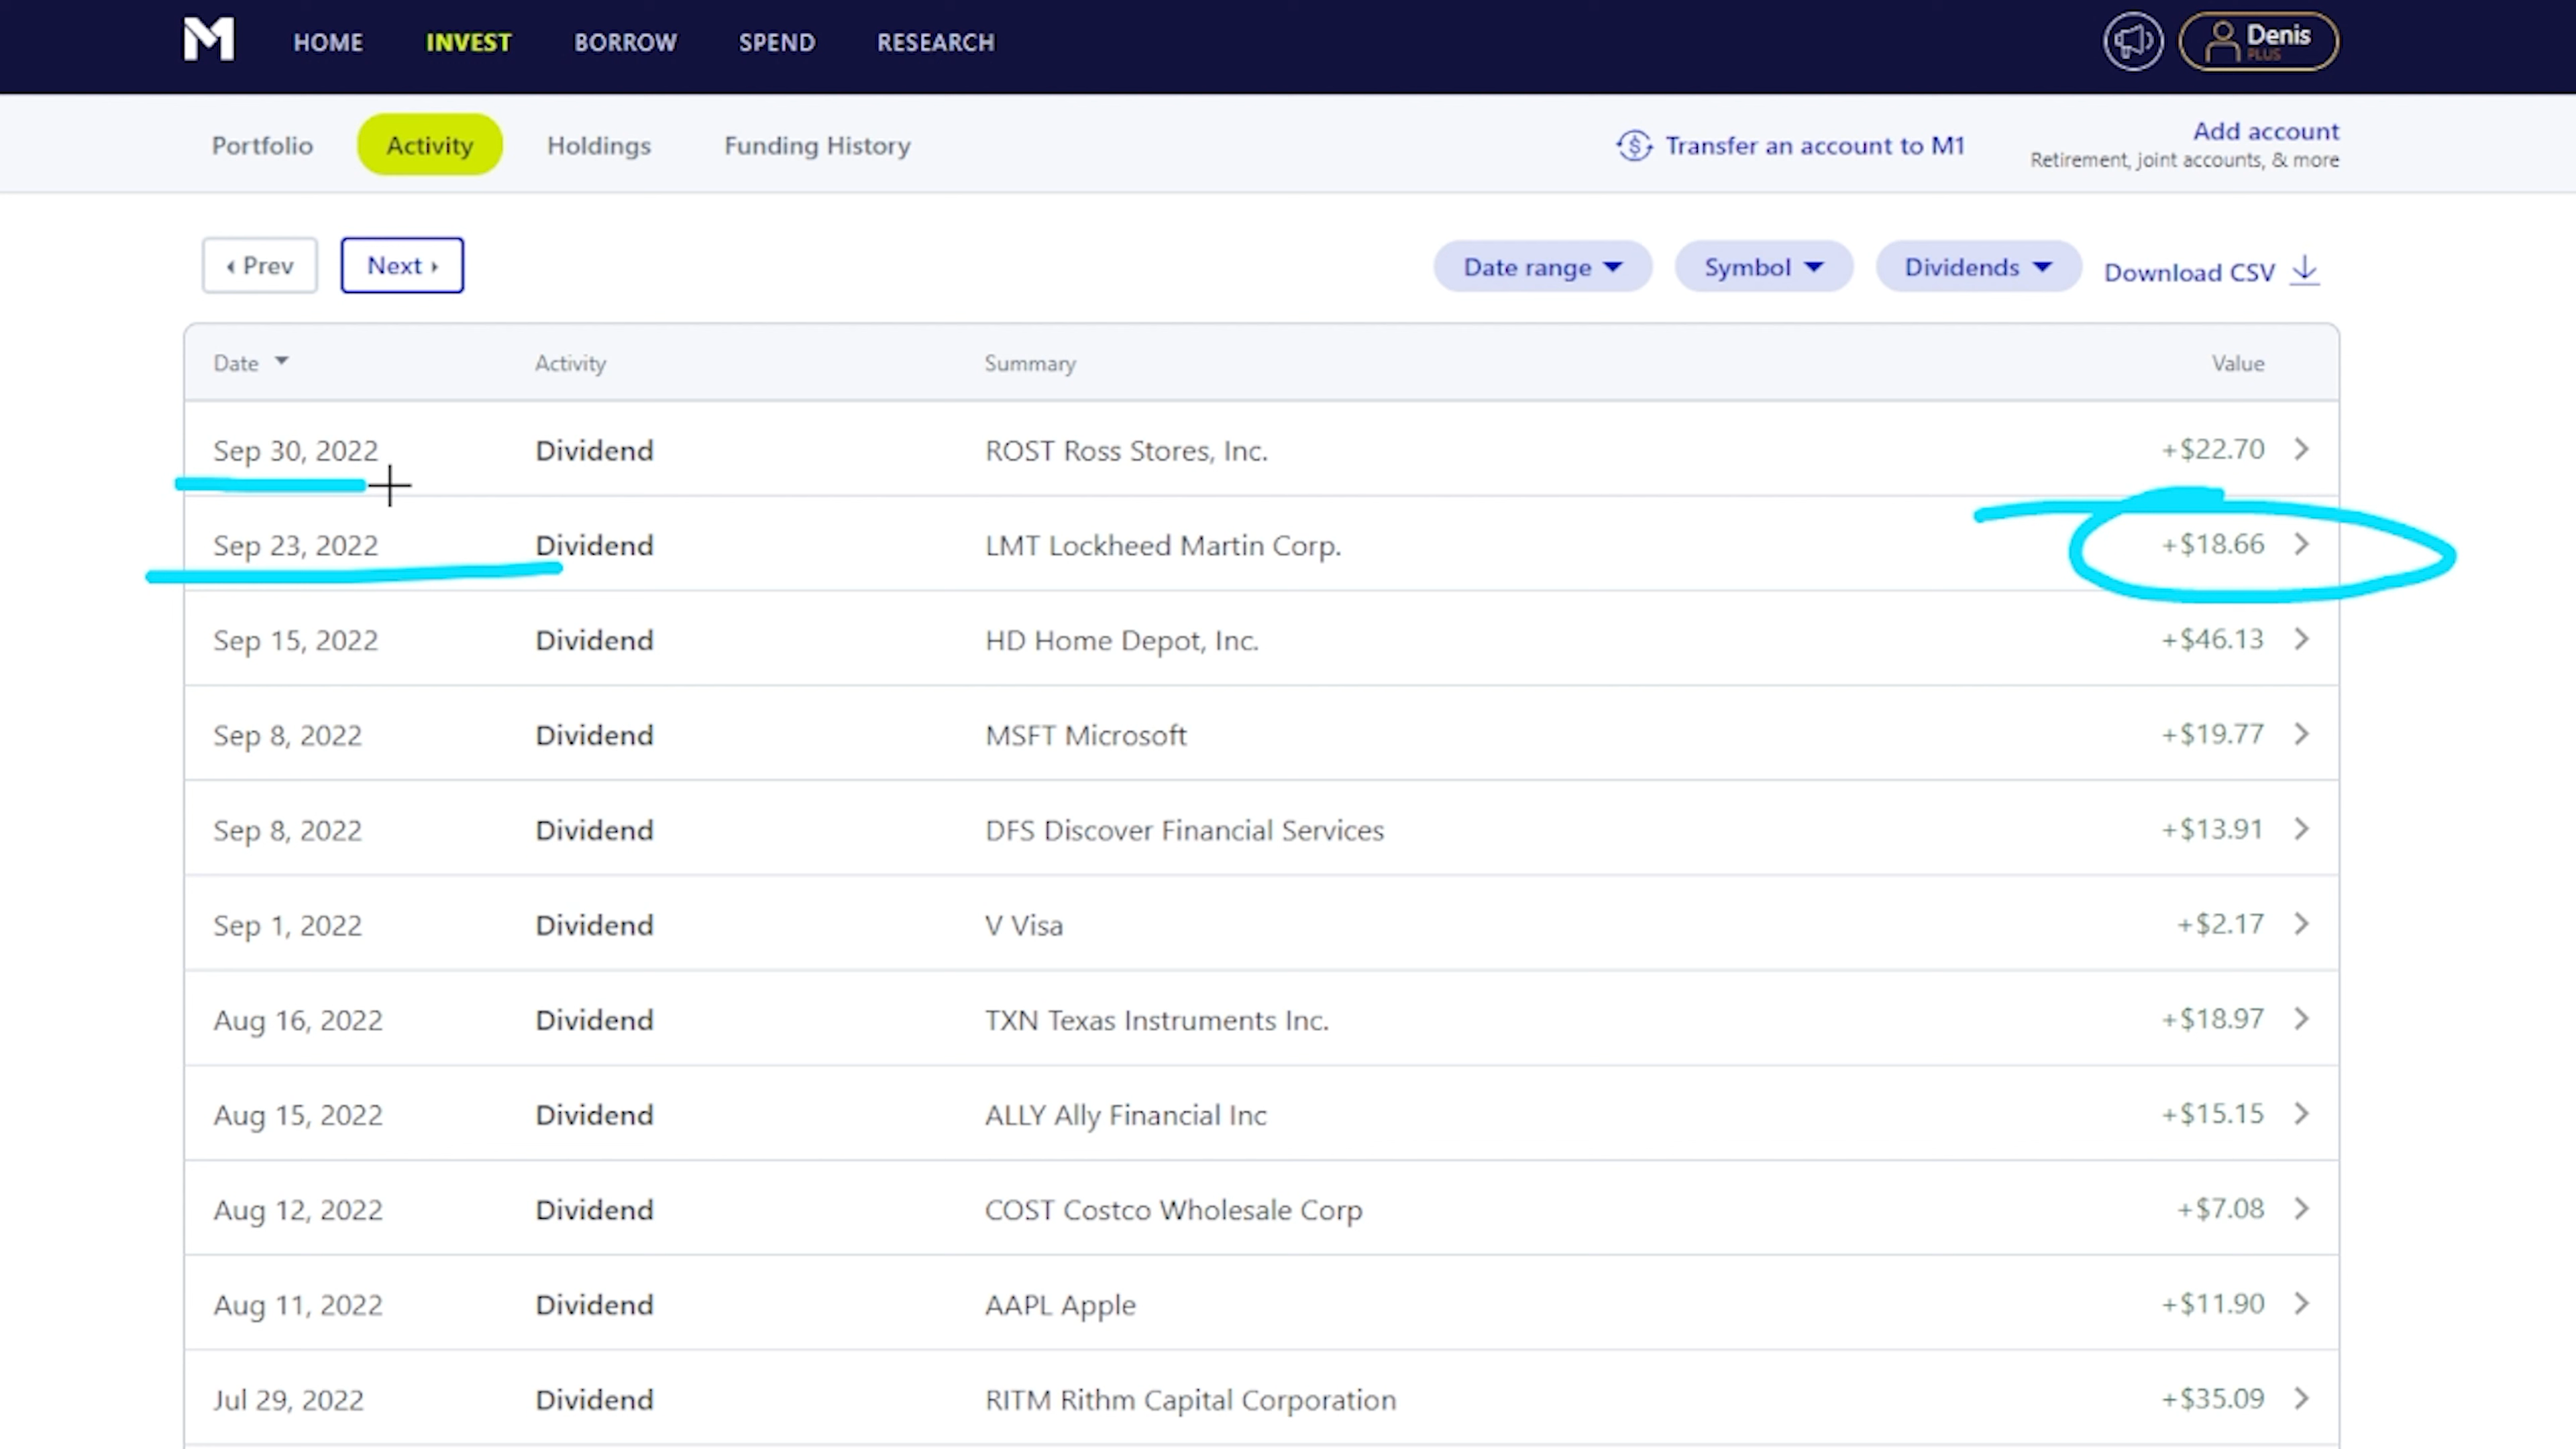 M HOME INVEST BORROW SPEND RESEARCH Denis
PLUS
Portfolio Activity Holdings Funding History Transfer an account to M1 Add account
Retirement, joint accounts, & more
Prev Next Date range Symbol Dividends Download CSV
Date Activity Summary Value
Sep 30, 2022 Dividend ROST Ross Stores, Inc. +$22.70
Sep 23, 2022 Dividend LMT Lockheed Martin Corp. +$18.66
Sep 15, 2022 Dividend HD Home Depot, Inc. +$46.13
Sep 8, 2022 Dividend MSFT Microsoft +$19.77
Sep 8, 2022 Dividend DFS Discover Financial Services +$13.91
Sep 1, 2022 Dividend V Visa +$2.17
Aug 16, 2022 Dividend TXN Texas Instruments Inc. +$18.97
Aug 15, 2022 Dividend ALLY Ally Financial Inc +$15.15
Aug 12, 2022 Dividend COST Costco Wholesale Corp +$7.08
Aug 11, 2022 Dividend AAPL Apple +$11.90
Jul 29, 2022 Dividend RITM Rithm Capital Corporation +$35.09